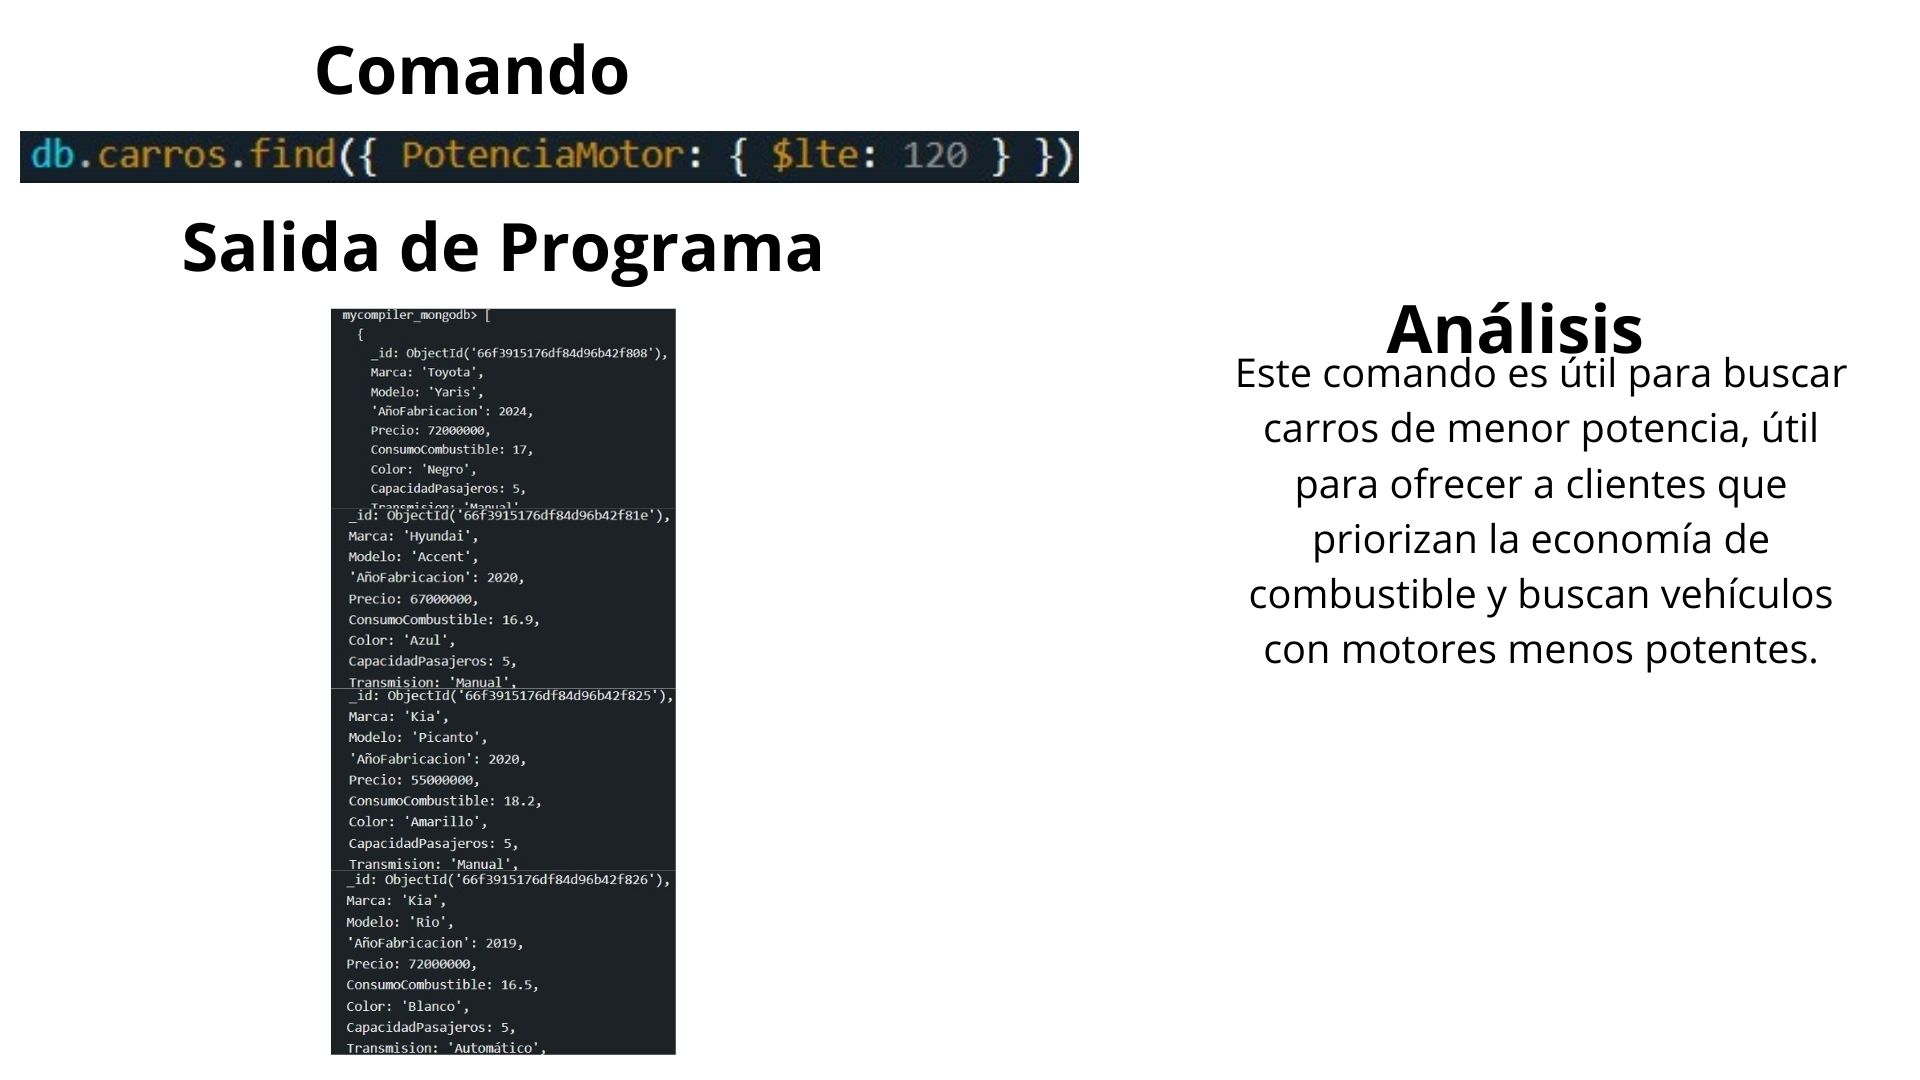 Comando
db.carros.find({ PotenciaMotor: { $lte: 120 } })
Salida de Programa
mycompiler_mongodb> [
{
_id: ObjectId('66f3915176df84d96b42f808'),
Marca: 'Toyota',
Modelo: 'Yaris',
'AñoFabricacion': 2024,
Precio: 72000000,
ConsumoCombustible: 17,
Color: 'Negro',
CapacidadPasajeros: 5,
Transmision: 'Manual'
_id: ObjectId('66f3915176df84d96b42f81e'),
Marca: 'Hyundai',
Modelo: 'Accent',
'AñoFabricacion': 2020,
Precio: 67000000,
ConsumoCombustible: 16.9,
Color: 'Azul',
CapacidadPasajeros: 5,
Transmision: 'Manual',
_id: ObjectId('66f3915176df84d96b42f825'),
Marca: 'Kia',
Modelo: 'Picanto',
'AñoFabricacion': 2020,
Precio: 55000000,
ConsumoCombustible: 18.2,
Color: 'Amarillo',
CapacidadPasajeros: 5,
Transmision: 'Manual',
_id: ObjectId('66f3915176df84d96b42f826'),
Marca: 'Kia',
Modelo: 'Rio',
'AñoFabricacion': 2019,
Precio: 72000000,
ConsumoCombustible: 16.5,
Color: 'Blanco',
CapacidadPasajeros: 5,
Transmision: 'Automático',
Análisis
Este comando es útil para buscar
carros de menor potencia, útil
para ofrecer a clientes que
priorizan la economía de
combustible y buscan vehículos
con motores menos potentes.